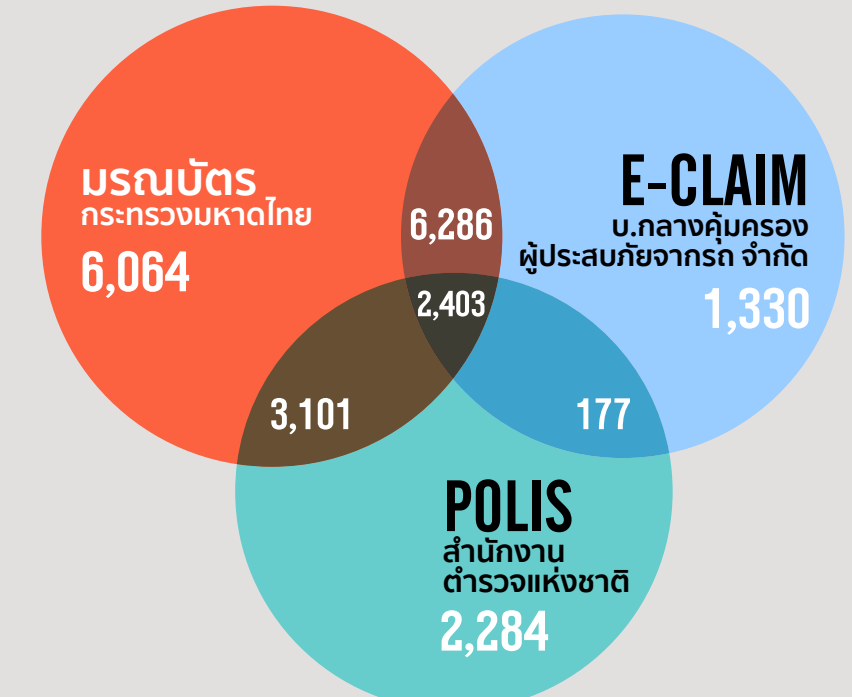 มรณบัตร
กระทรวงมหาดไทย
6,064
6,286
E-CLAIM
บ.กลางคุ้มครอง
ผู้ประสบภัยจากรถ จำกัด
1,330
2,403
3,101
177
POLIS
สำนักงาน
ตำรวจแห่งชาติ
2,284